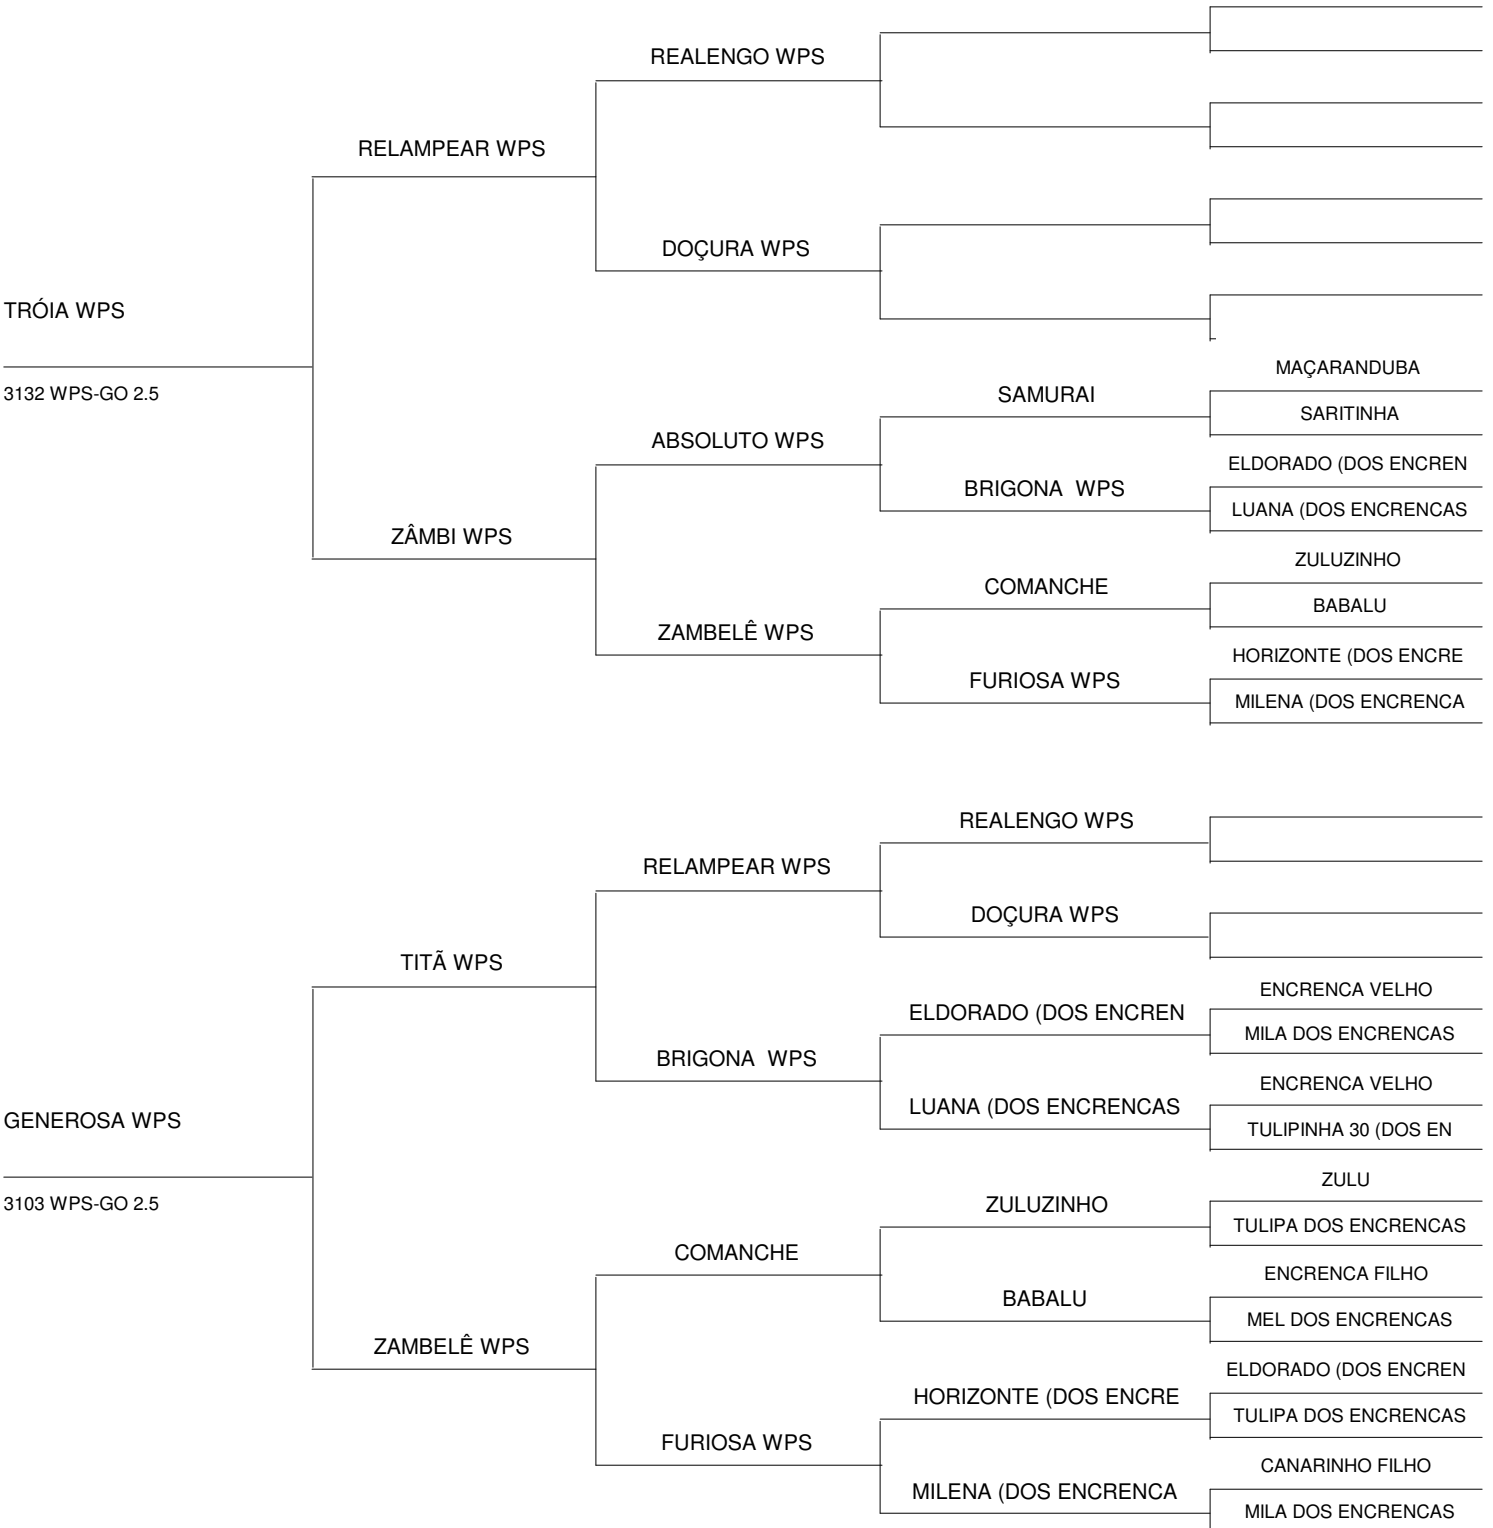 REALENGO WPS
RELAMPEAR WPS
DOÇURA WPS
TRÓIA WPS
3132 WPS-GO 2.5
MAÇARANDUBA
SAMURAI
SARITINHA
ABSOLUTO WPS
ELDORADO (DOS ENCREN
BRIGONA  WPS
LUANA (DOS ENCRENCAS
ZÂMBI WPS
ZULUZINHO
COMANCHE
BABALU
ZAMBELÊ WPS
HORIZONTE (DOS ENCRE
FURIOSA WPS
MILENA (DOS ENCRENCA
REALENGO WPS
RELAMPEAR WPS
DOÇURA WPS
TITÃ WPS
ENCRENCA VELHO
ELDORADO (DOS ENCREN
MILA DOS ENCRENCAS
BRIGONA  WPS
ENCRENCA VELHO
LUANA (DOS ENCRENCAS
TULIPINHA 30 (DOS EN
GENEROSA WPS
3103 WPS-GO 2.5
ZULU
ZULUZINHO
TULIPA DOS ENCRENCAS
COMANCHE
ENCRENCA FILHO
BABALU
MEL DOS ENCRENCAS
ZAMBELÊ WPS
ELDORADO (DOS ENCREN
HORIZONTE (DOS ENCRE
TULIPA DOS ENCRENCAS
FURIOSA WPS
CANARINHO FILHO
MILENA (DOS ENCRENCA
MILA DOS ENCRENCAS